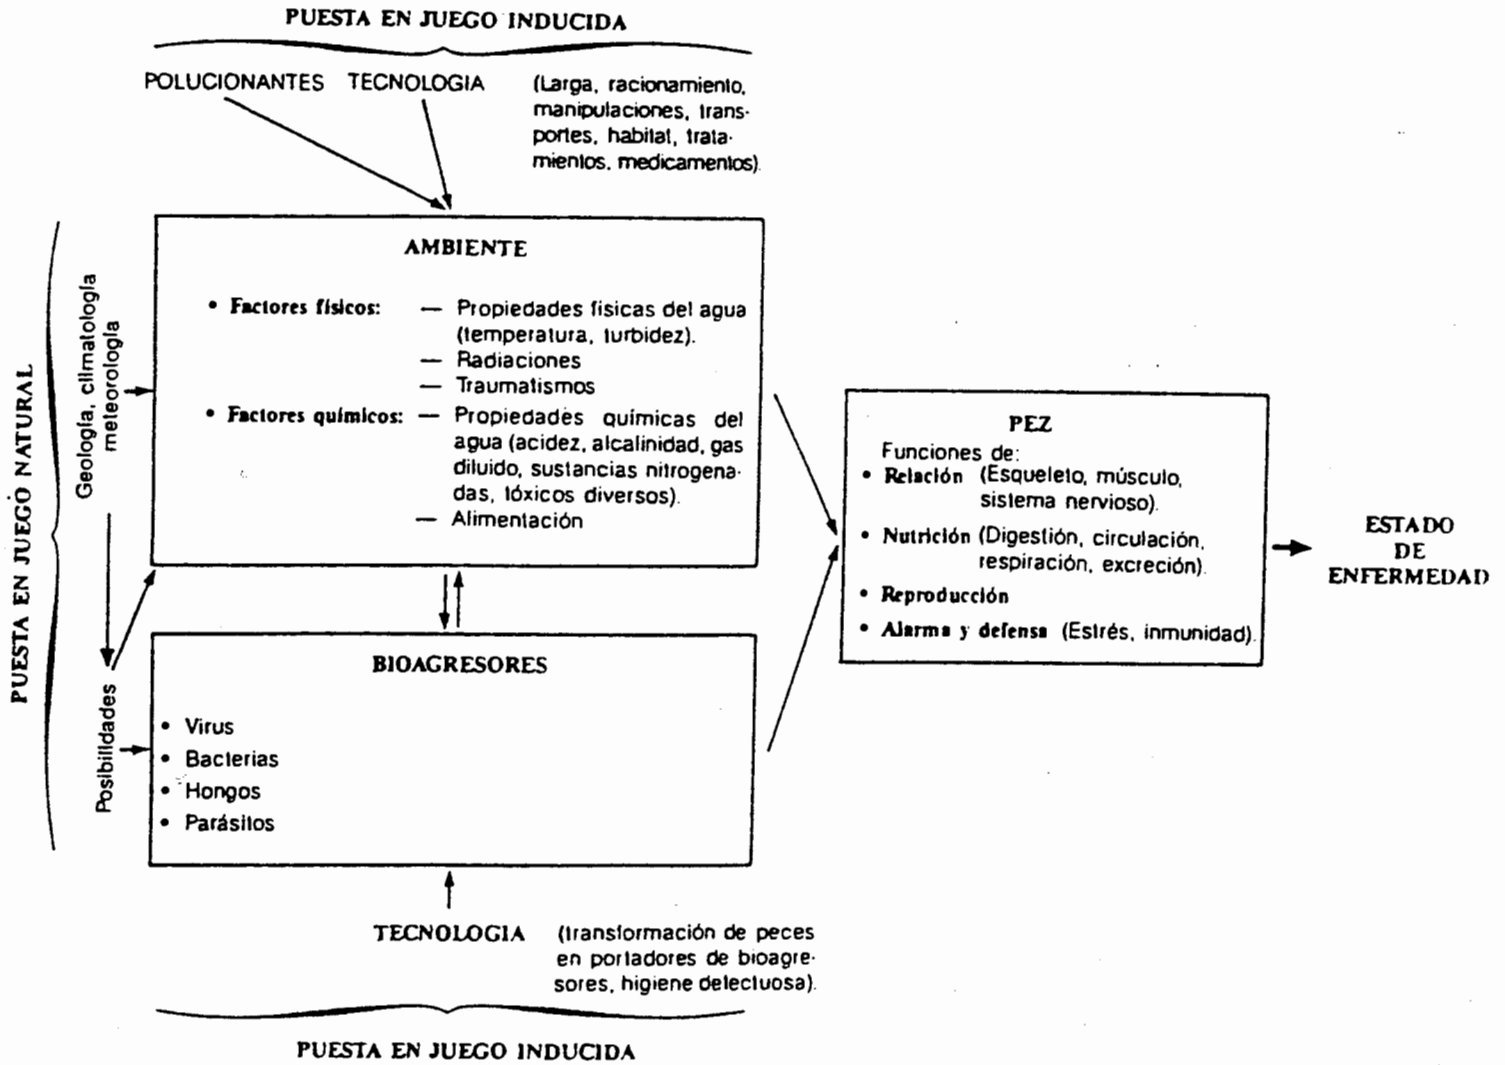 PUESTA EN JUEGO INDUCIDA
POLUCIONANTES TECNOLOGIA
(Larga, racionamiento,
manipulaciones, trans-
portes, habitat, trata-
mientos, medicamentos).
PUESTA EN JUEGO NATURAL
Geología, climatología
meteorología
Posibilidades
AMBIENTE
• Factores físicos: — Propiedades físicas del agua
(temperatura, turbidez).
— Radiaciones
— Traumatismos
• Factores químicos: — Propiedades químicas del
agua (acidez, alcalinidad, gas
diluido, sustancias nitrogena-
das, tóxicos diversos).
— Alimentación
BIOAGRESORES
• Virus
• Bacterias
• Hongos
• Parásitos
TECNOLOGIA (transformación de peces
en portadores de bioagre-
sores, higiene defectuosa).
PUESTA EN JUEGO INDUCIDA
PEZ
Funciones de:
• Relación (Esqueleto, músculo,
sistema nervioso).
• Nutrición (Digestión, circulación,
respiración, excreción).
• Reproducción
• Alarma y defensa (Estrés, inmunidad).
ESTADO
DE
ENFERMEDAD